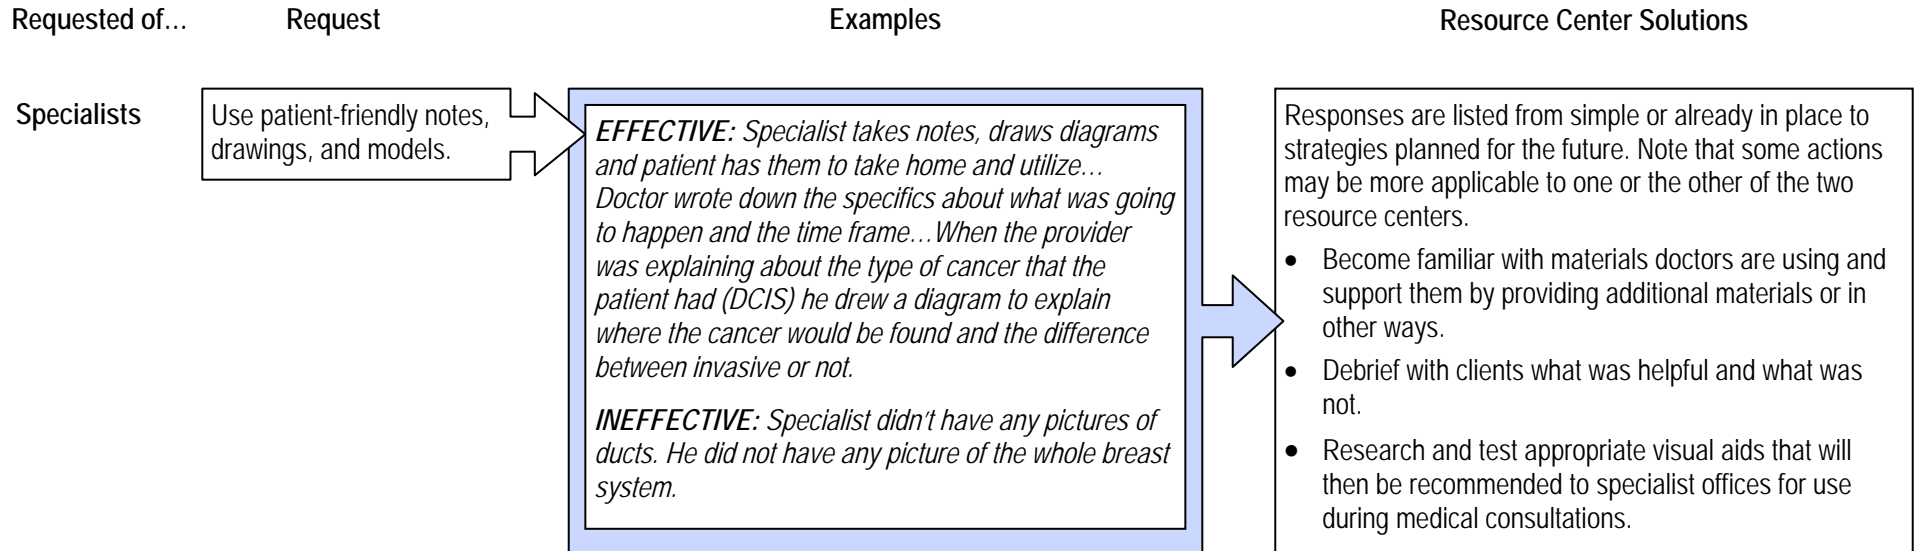 Requested of…
Request
Examples
Resource Center Solutions
Specialists
Use patient-friendly notes,
drawings, and models.
EFFECTIVE: Specialist takes notes, draws diagrams
and patient has them to take home and utilize…
Doctor wrote down the specifics about what was going
to happen and the time frame…When the provider
was explaining about the type of cancer that the
patient had (DCIS) he drew a diagram to explain
where the cancer would be found and the difference
between invasive or not.
INEFFECTIVE: Specialist didn’t have any pictures of
ducts. He did not have any picture of the whole breast
system.
Responses are listed from simple or already in place to
strategies planned for the future. Note that some actions
may be more applicable to one or the other of the two
resource centers.
• Become familiar with materials doctors are using and
support them by providing additional materials or in
other ways.
• Debrief with clients what was helpful and what was
not.
• Research and test appropriate visual aids that will
then be recommended to specialist offices for use
during medical consultations.